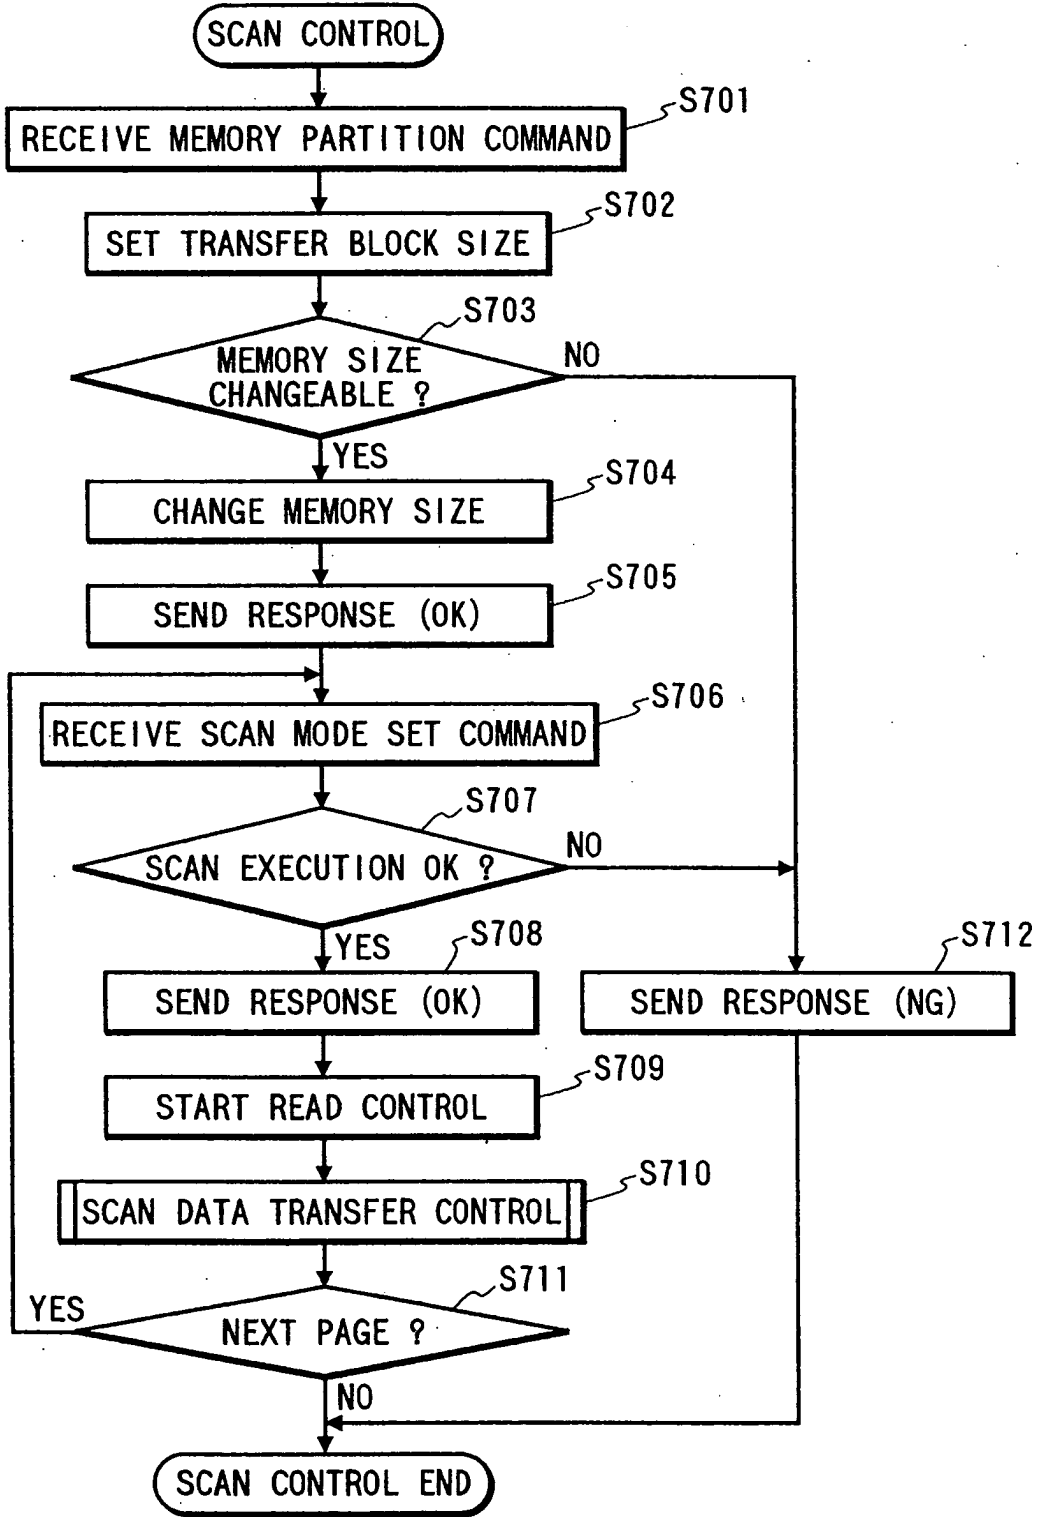 SCAN CONTROL
S701
RECEIVE MEMORY PARTITION COMMAND
S702
SET TRANSFER BLOCK SIZE
S703
MEMORY SIZE
CHANGEABLE ?
NO
YES
S704
CHANGE MEMORY SIZE
S705
SEND RESPONSE (OK)
S706
RECEIVE SCAN MODE SET COMMAND
S707
SCAN EXECUTION OK ?
NO
YES
S708
SEND RESPONSE (OK)
S712
SEND RESPONSE (NG)
S709
START READ CONTROL
S710
SCAN DATA TRANSFER CONTROL
S711
NEXT PAGE ?
YES
NO
SCAN CONTROL END